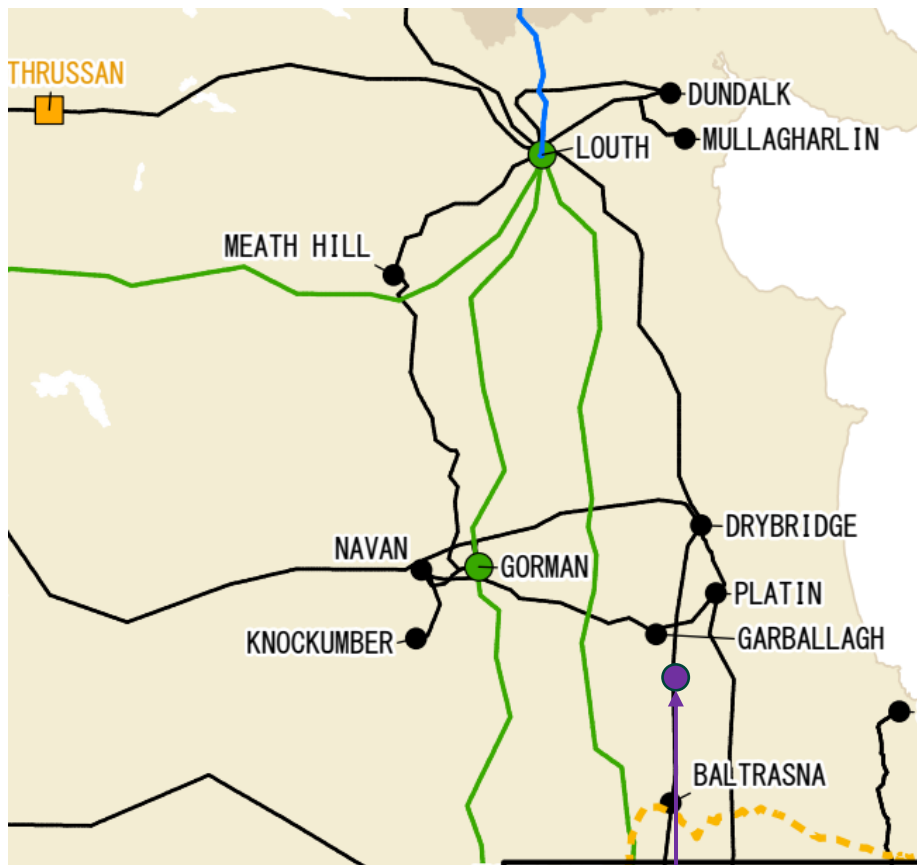 THRUSSAN
DUNDALK
MULLAGHARLIN
LOUTH
MEATH HILL
DRYBRIDGE
NAVAN
GORMAN
PLATIN
GARBALLAGH
KNOCKUMBER
BALTRASNA